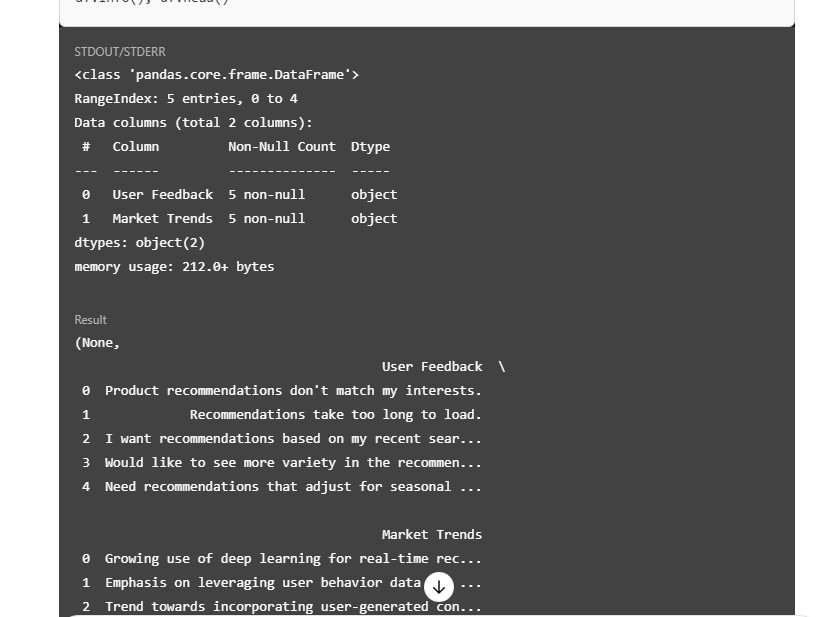 df.info(), df.head()
STDOUT/STDERR
<class 'pandas.core.frame.DataFrame'>
RangeIndex: 5 entries, 0 to 4
Data columns (total 2 columns):
 #   Column         Non-Null Count  Dtype
---  ------         --------------  -----
 0   User Feedback  5 non-null      object
 1   Market Trends  5 non-null      object
dtypes: object(2)
memory usage: 212.0+ bytes
Result
(None,
                                        User Feedback  \
 0  Product recommendations don't match my interests.
 1             Recommendations take too long to load.
 2  I want recommendations based on my recent sear...
 3  Would like to see more variety in the recommen...
 4  Need recommendations that adjust for seasonal ...
                                        Market Trends
 0  Growing use of deep learning for real-time rec...
 1  Emphasis on leveraging user behavior data ...
 2  Trend towards incorporating user-generated con...